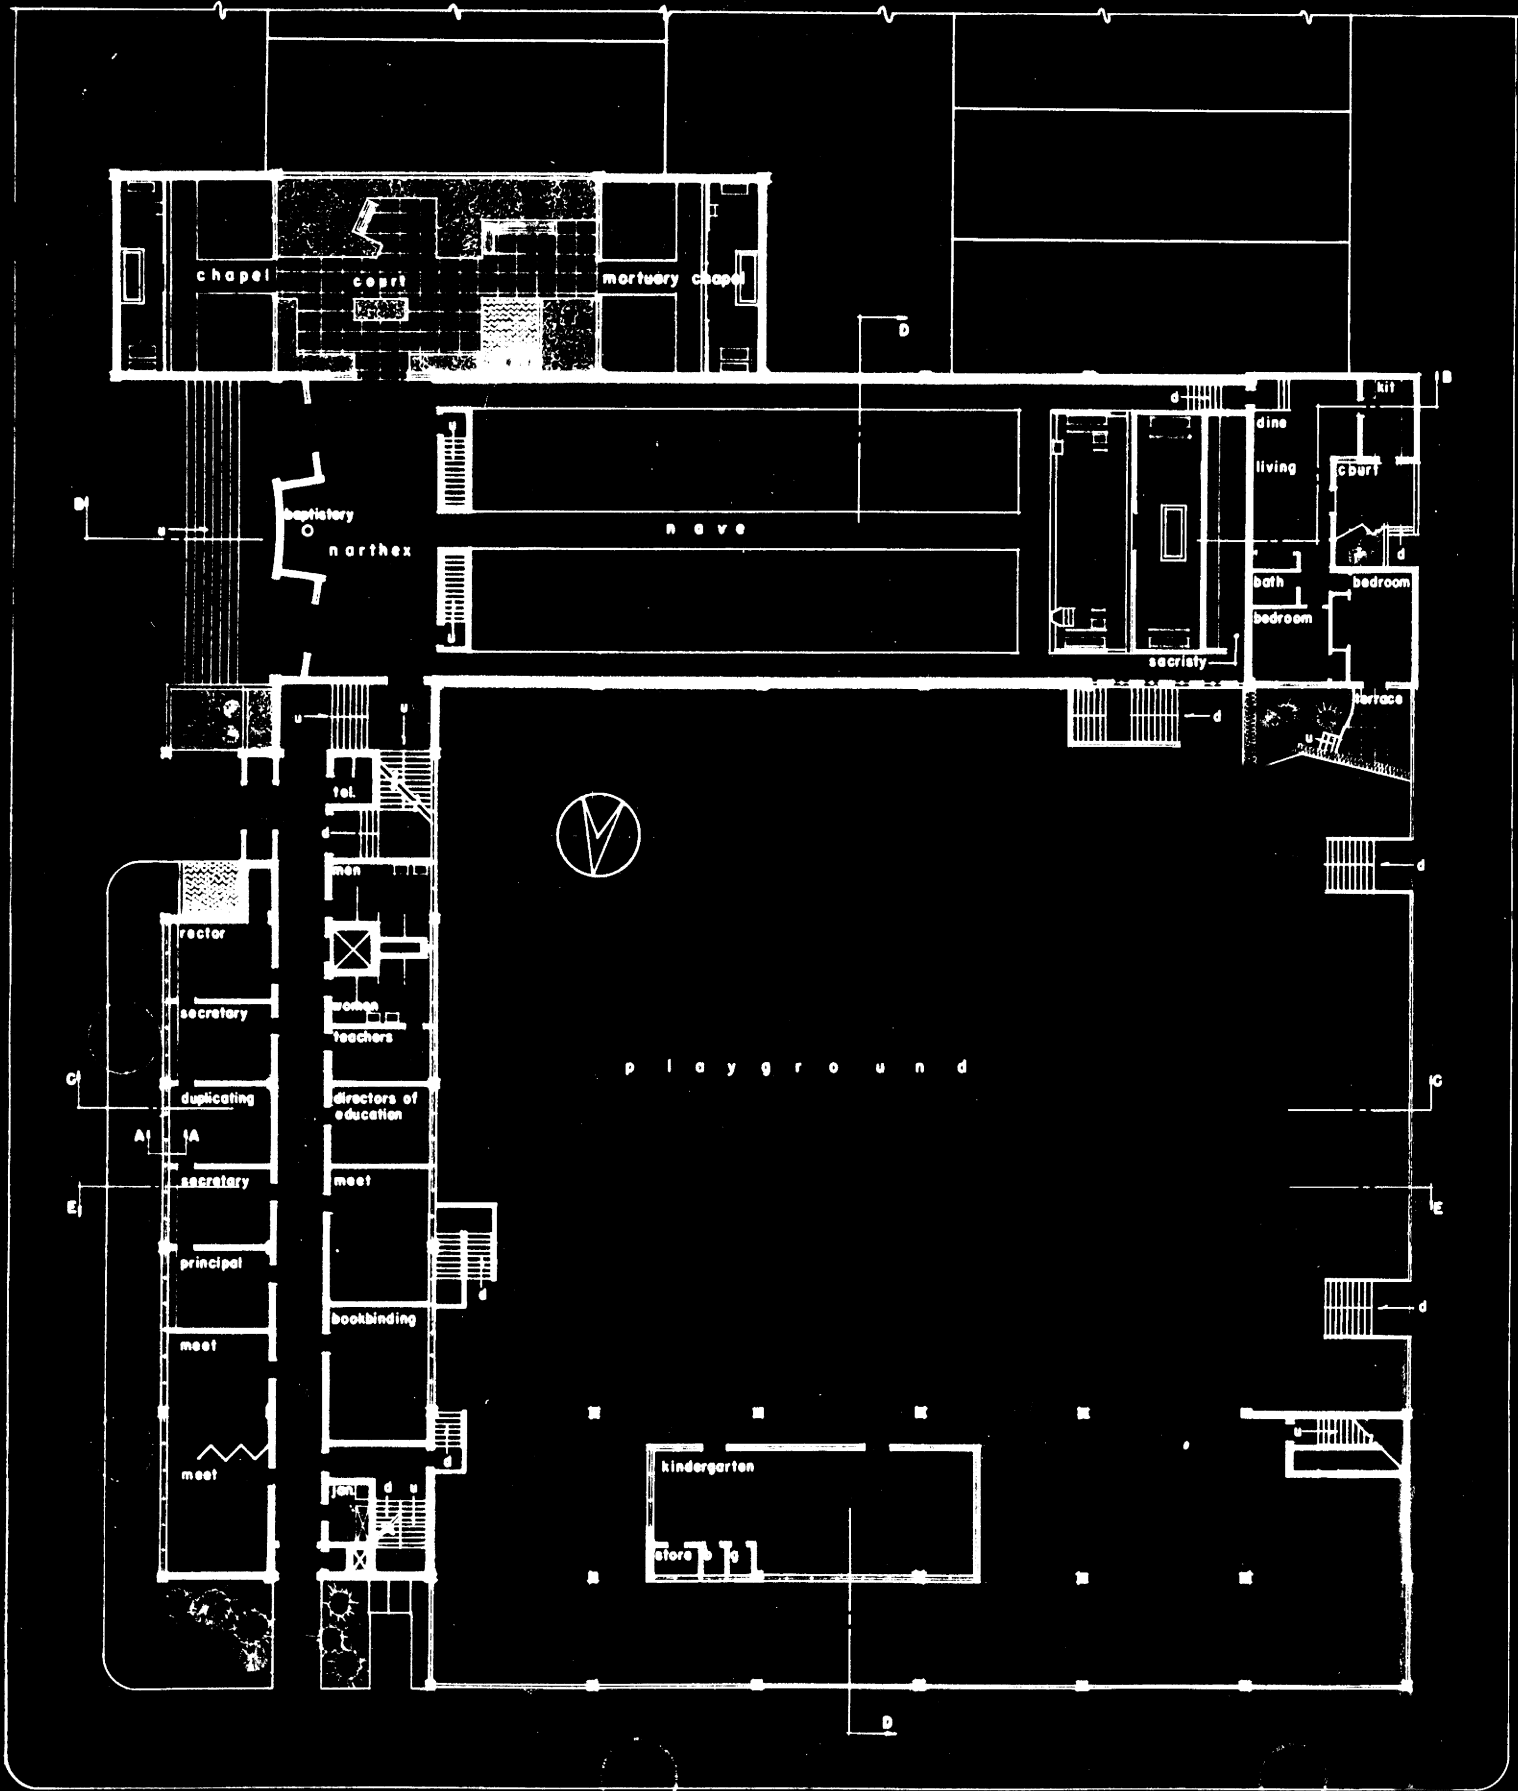 chapel
court
mortuary chapel
D
B
kit
d
u
dine
living
court
B
baptistery
u
nave
narthex
d
bath
bedroom
bedroom
u
sacristy
terrace
u
u
d
u
tel.
d
men
d
rector
women
secretary
teachers
playground
C
C
duplicating
directors of
education
A
A
secretary
meet
E
E
principal
d
d
bookbinding
meet
u
d
kindergarten
meet
jan.
d
u
store
b
g
D